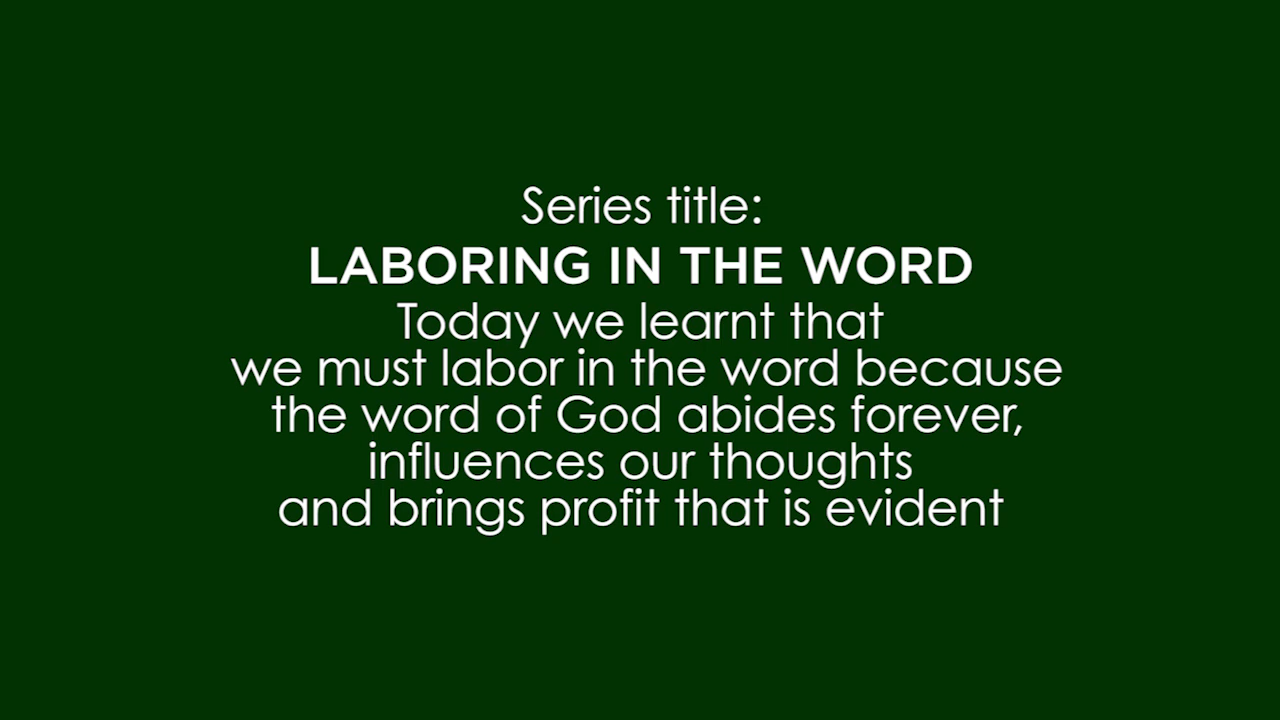 Series title:
LABORING IN THE WORD
Today we learnt that
we must labor in the word because
the word of God abides forever,
influences our thoughts
and brings profit that is evident